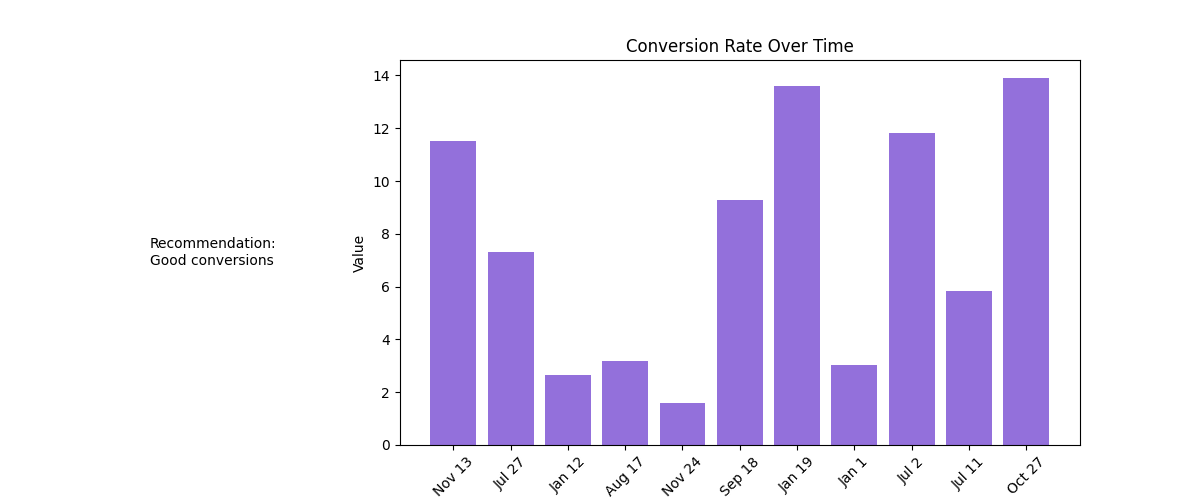 Conversion Rate Over Time
Recommendation:
Good conversions
Value
14
12
10
8
6
4
2
0
Nov 13
Jul 27
Jan 12
Aug 17
Nov 24
Sep 18
Jan 19
Jan 1
Jul 2
Jul 11
Oct 27